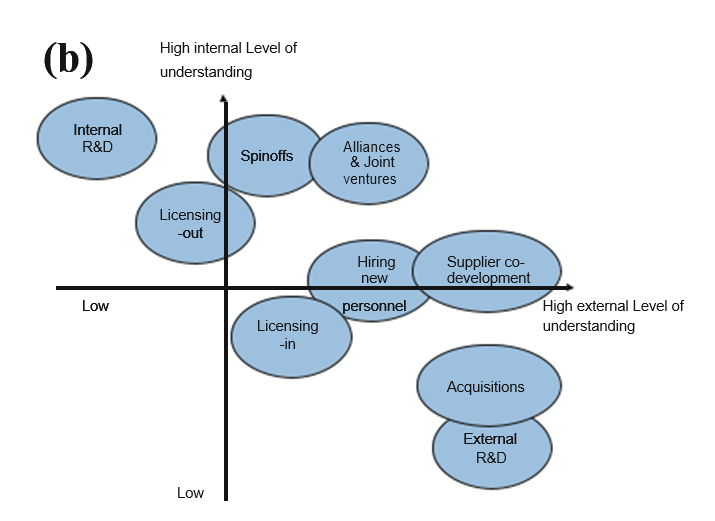 (b)
High internal Level of
understanding
Internal
R&D
Spinoffs
Alliances
& Joint
ventures
Licensing
-out
Hiring
new
personnel
Supplier co-
development
Low
High external Level of
understanding
Licensing
-in
Acquisitions
External
R&D
Low